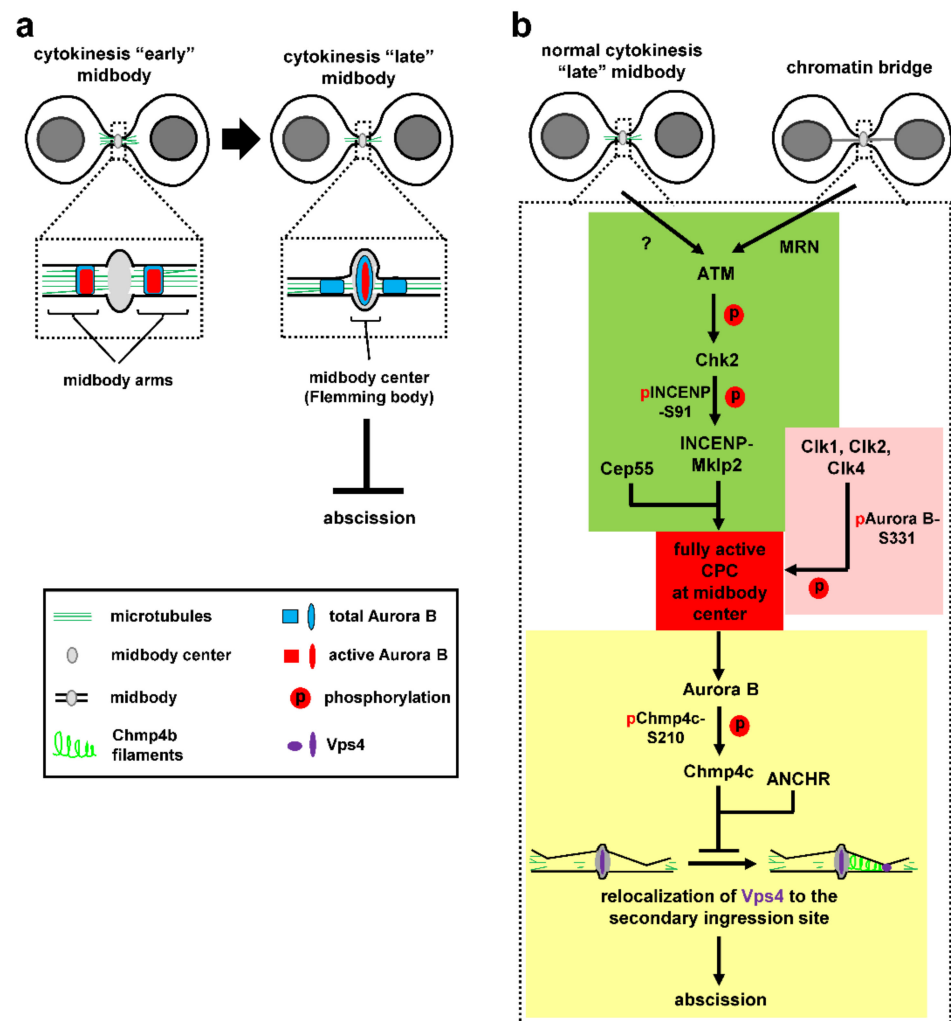 a
cytokinesis “early”
midbody
cytokinesis “late”
midbody
midbody arms
midbody center
(Flemming body)
abscission
microtubules
midbody center
midbody
Chmp4b
filaments
total Aurora B
active Aurora B
p phosphorylation
Vps4
b
normal cytokinesis
“late” midbody
chromatin bridge
?
MRN
ATM
p
Chk2
pINCENP
-S91
p
INCENP-
Mklp2
Cep55
Clk1, Clk2,
Clk4
pAurora B-
S331
p
fully active
CPC
at midbody
center
Aurora B
pChmp4c-
S210
p
Chmp4c
ANCHR
relocalization of Vps4 to the
secondary ingression site
abscission